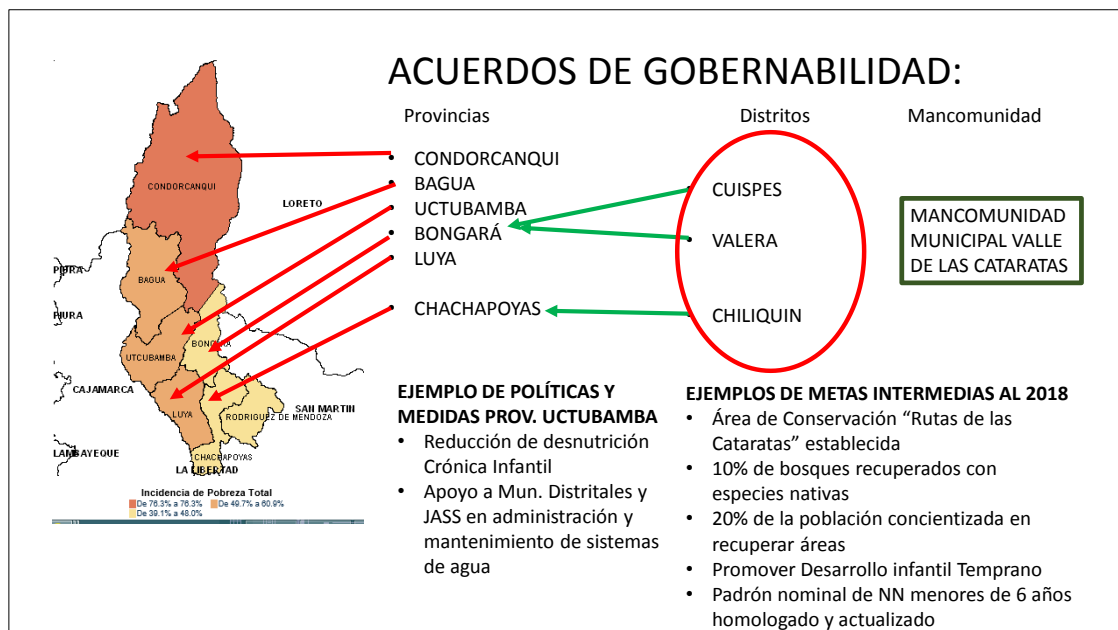 ACUERDOS DE GOBERNABILIDAD:
Provincias
Distritos
Mancomunidad
• CONDORCANQUI
• BAGUA
• UCTUBAMBA
• BONGARÁ
• LUYA
• CHACHAPOYAS
• CUISPES
• VALERA
• CHILIQUIN
MANCOMUNIDAD
MUNICIPAL VALLE
DE LAS CATARATAS
CONDORCANQUI
LORETO
BAGUA
PIURA
UTCUBAMBA
CAJAMARCA
LUYA
RODRIGUEZ DE MENDOZA
SAN MARTIN
CHACHAPOYAS
LAMBAYEQUE
LA LIBERTAD
Incidencia de Pobreza Total
De 76.3% a 76.3%
De 49.7% a 60.9%
De 39.1% a 48.0%
EJEMPLO DE POLÍTICAS Y
MEDIDAS PROV. UCTUBAMBA
• Reducción de desnutrición
Crónica Infantil
• Apoyo a Mun. Distritales y
JASS en administración y
mantenimiento de sistemas
de agua
EJEMPLOS DE METAS INTERMEDIAS AL 2018
• Área de Conservación “Rutas de las
Cataratas” establecida
• 10% de bosques recuperados con
especies nativas
• 20% de la población concientizada en
recuperar áreas
• Promover Desarrollo infantil Temprano
• Padrón nominal de NN menores de 6 años
homologado y actualizado